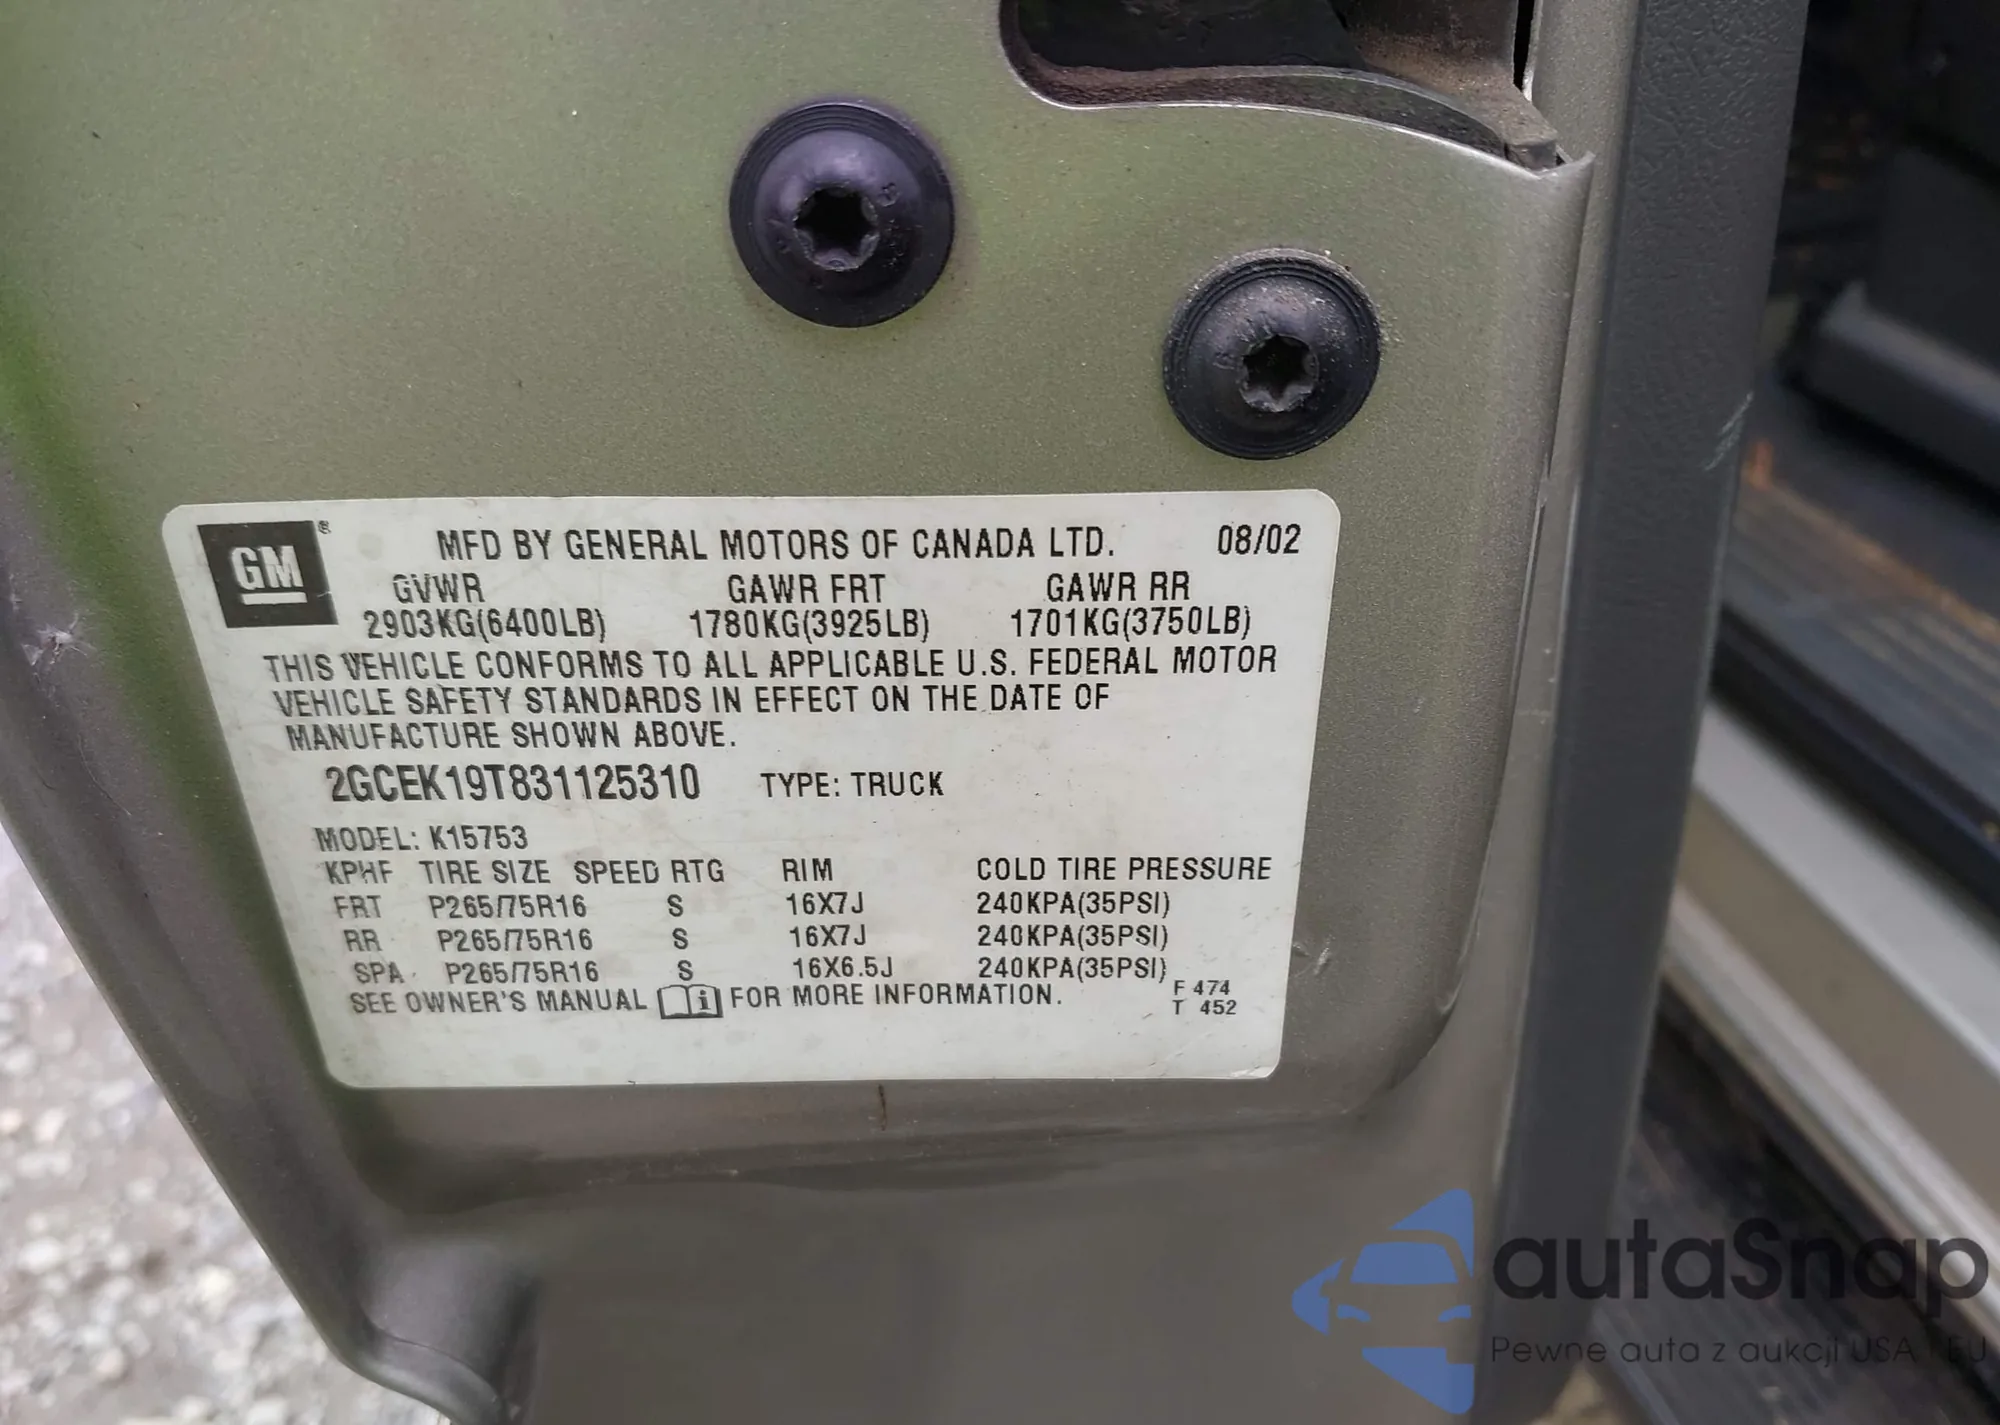 GM ® MFD BY GENERAL MOTORS OF CANADA LTD. 08/02
GVWR GAWR FRT GAWR RR
2903KG(6400LB) 1780KG(3925LB) 1701KG(3750LB)
THIS VEHICLE CONFORMS TO ALL APPLICABLE U.S. FEDERAL MOTOR
VEHICLE SAFETY STANDARDS IN EFFECT ON THE DATE OF
MANUFACTURE SHOWN ABOVE.
2GCEK19T831125310 TYPE: TRUCK
MODEL: K15753
KPHF TIRE SIZE SPEED RTG RIM COLD TIRE PRESSURE
FRT P265/75R16 S 16X7J 240KPA(35PSI)
RR P265/75R16 S 16X7J 240KPA(35PSI)
SPA P265/75R16 S 16X6.5J 240KPA(35PSI)
SEE OWNER'S MANUAL i FOR MORE INFORMATION. F 474
T 452
autaSnap
Pewne auta z aukcji USA i EU